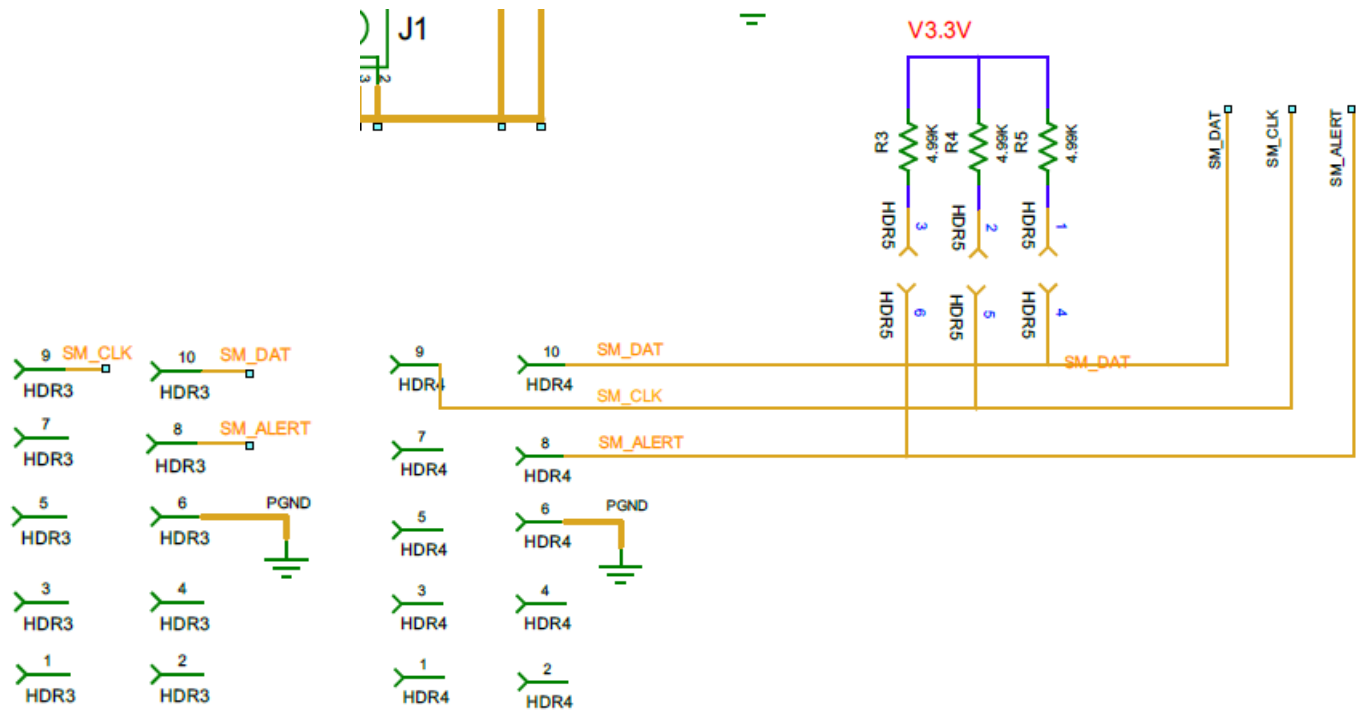 J1
3
2
V3.3V
R3
4.99K
R4
4.99K
R5
4.99K
SM_DAT
SM_CLK
SM_ALERT
HDR5
3
HDR5
2
HDR5
1
HDR5
6
HDR5
5
HDR5
4
9
SM_CLK
HDR3
10
SM_DAT
HDR3
9
HDR4
10
SM_DAT
HDR4
SM_DAT
SM_CLK
7
HDR3
8
SM_ALERT
HDR3
7
HDR4
8
SM_ALERT
HDR4
5
HDR3
6
PGND
HDR3
5
HDR4
6
PGND
HDR4
3
HDR3
4
HDR3
3
HDR4
4
HDR4
1
HDR3
2
HDR3
1
HDR4
2
HDR4